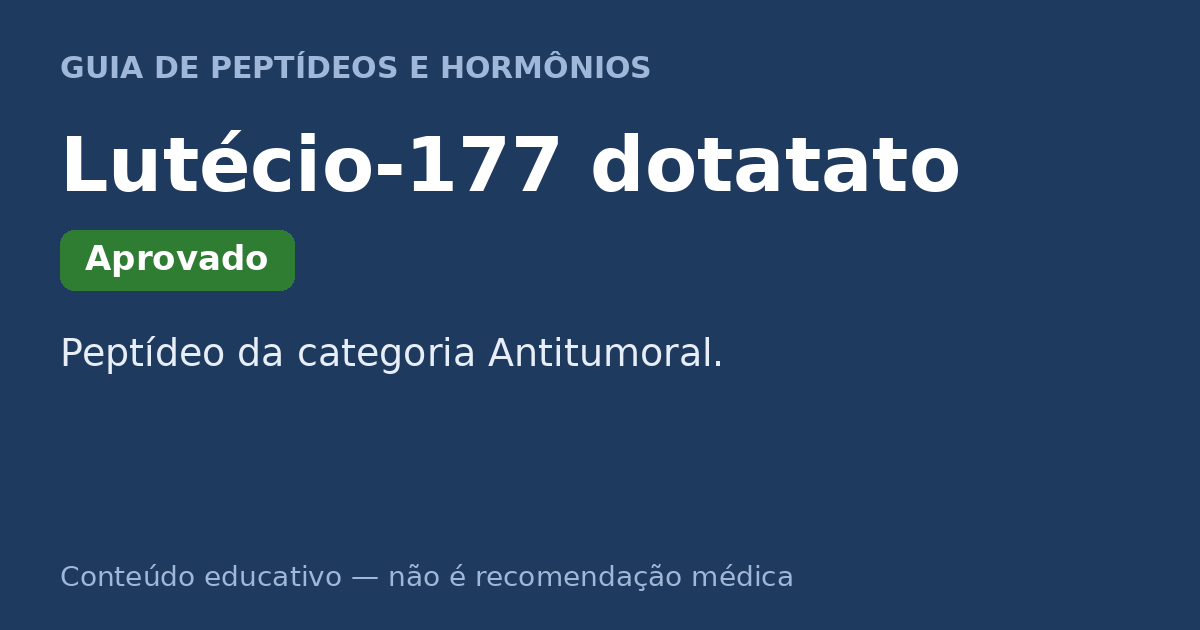 GUIA DE PEPTÍDEOS E HORMÔNIOS
Lutécio-177 dotatato
Aprovado
Peptídeo da categoria Antitumoral.
Conteúdo educativo — não é recomendação médica